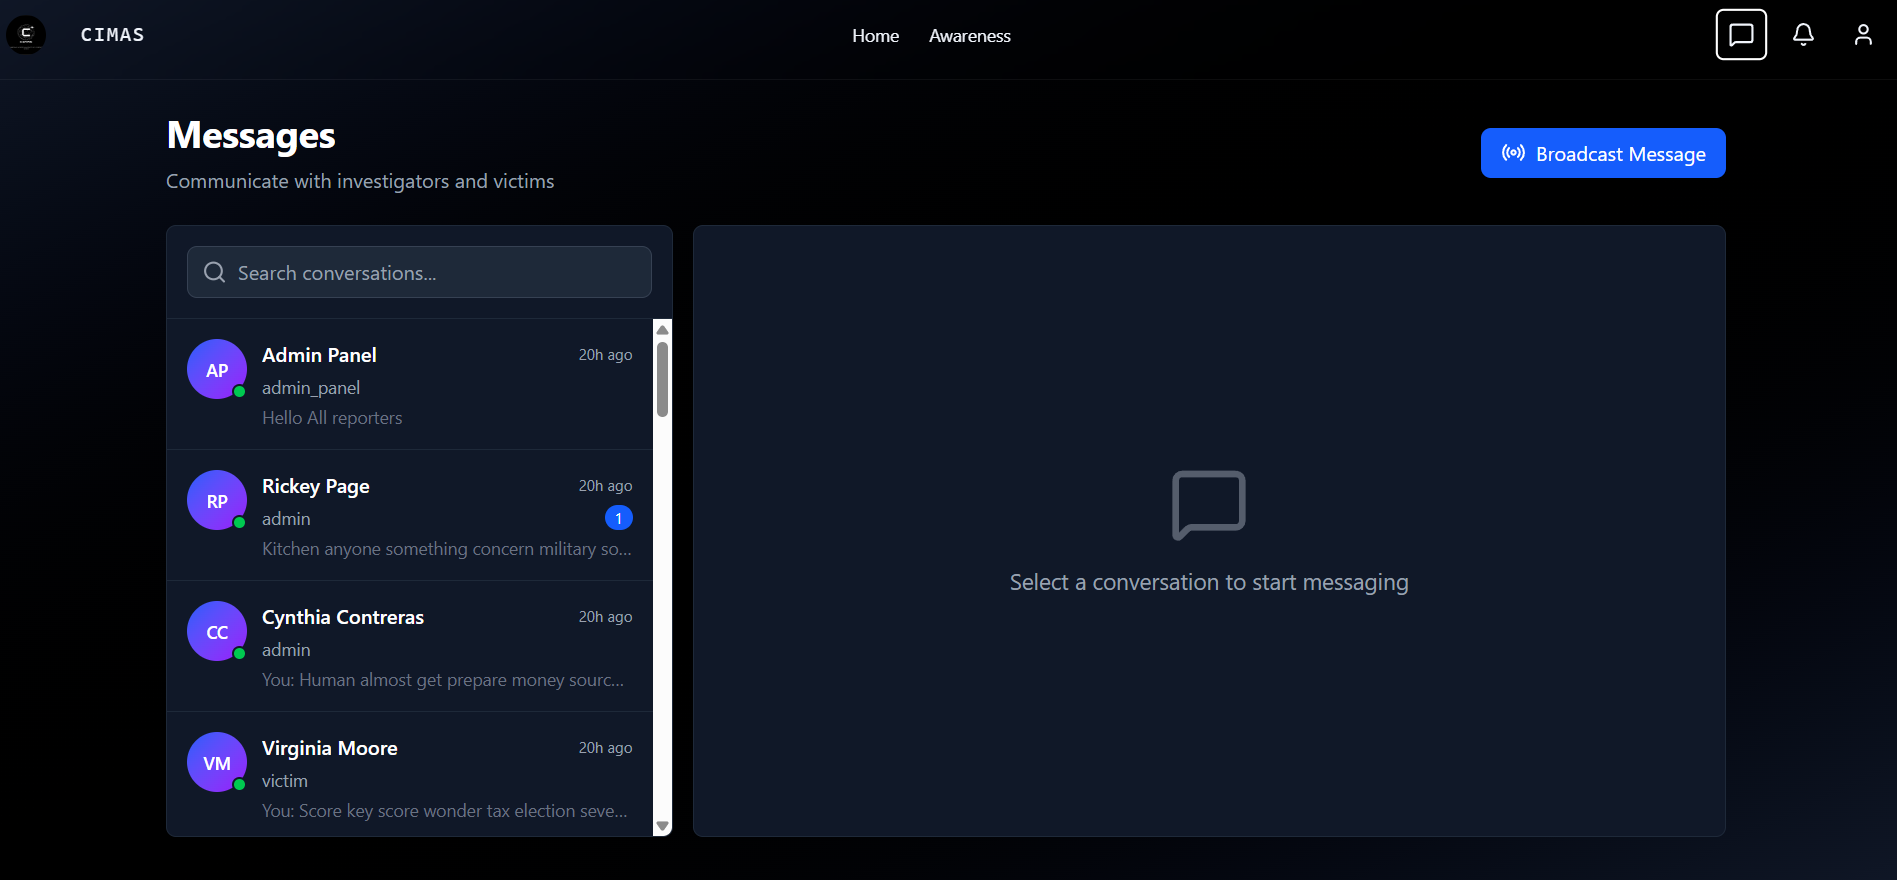 C
CIMAS
Home
Awareness
Messages
Communicate with investigators and victims
Broadcast Message
Search conversations...
AP
Admin Panel
20h ago
admin_panel
Hello All reporters
RP
Rickey Page
20h ago
admin
1
Kitchen anyone something concern military so...
CC
Cynthia Contreras
20h ago
admin
You: Human almost get prepare money sourc...
VM
Virginia Moore
20h ago
victim
You: Score key score wonder tax election seve...
Select a conversation to start messaging